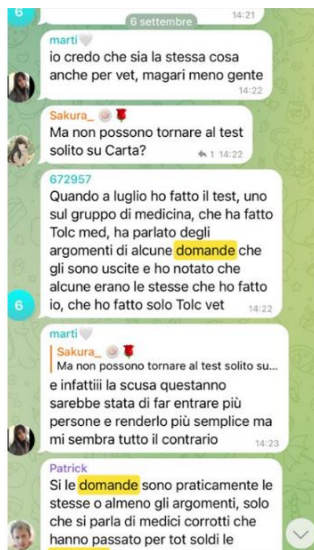 14:21
6
6 settembre
marti🤍
io credo che sia la stessa cosa
anche per vet, magari meno gente
14:22
Sakura_
Ma non possono tornare al test
solito su Carta?
1 14:22
672957
Quando a luglio ho fatto il test, uno
sul gruppo di medicina, che ha fatto
Tolc med, ha parlato degli
argomenti di alcune domande che
gli sono uscite e ho notato che
alcune erano le stesse che ho fatto
io, che ho fatto solo Tolc vet
14:22
6
marti🤍
Sakura_
Ma non possono tornare al test solito su...
e infattiii la scusa questanno
sarebbe stata di far entrare più
persone e renderlo più semplice ma
mi sembra tutto il contrario
14:23
Patrick
Si le domande sono praticamente le
stesse o almeno gli argomenti, solo
che si parla di medici corrotti che
hanno passato per tot soldi le